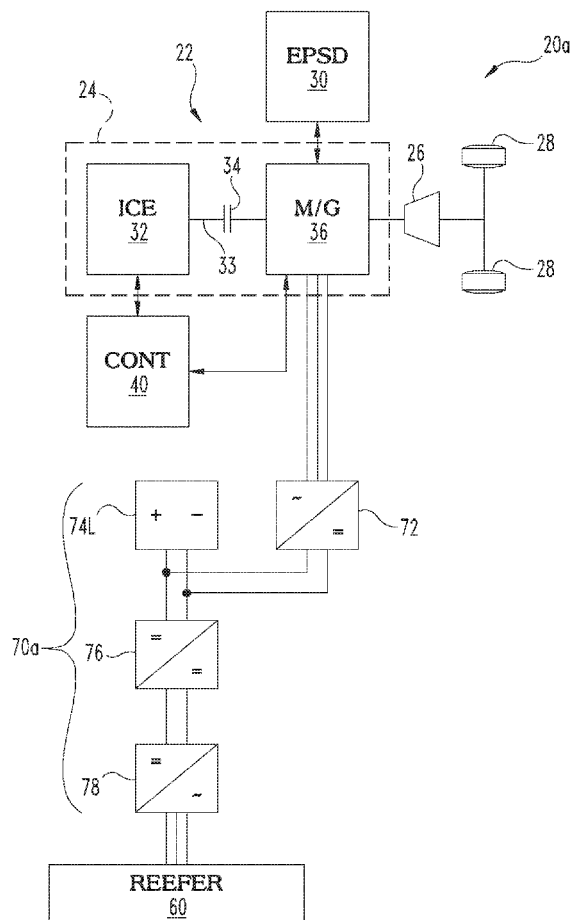 EPSD
30
20a
22
24
34
26
28
ICE
32
33
M/G
36
28
CONT
40
74L
+ −
~
=
72
70a
76
=
=
78
=
~
REEFER
60